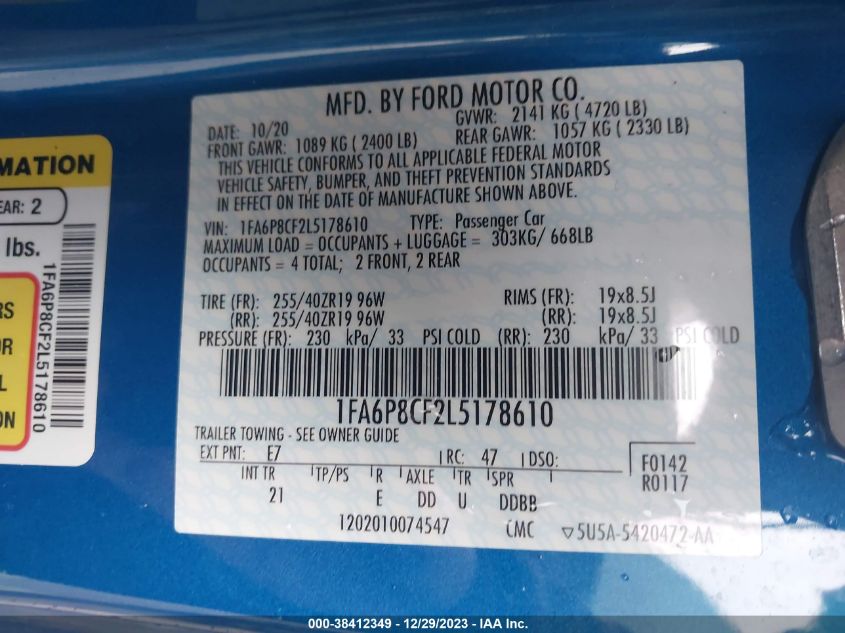 MFD. BY FORD MOTOR CO.
DATE: 10/20
GVWR: 2141 KG ( 4720 LB)
FRONT GAWR: 1089 KG ( 2400 LB)
REAR GAWR: 1057 KG ( 2330 LB)
THIS VEHICLE CONFORMS TO ALL APPLICABLE FEDERAL MOTOR
VEHICLE SAFETY, BUMPER, AND THEFT PREVENTION STANDARDS
IN EFFECT ON THE DATE OF MANUFACTURE SHOWN ABOVE.
VIN: 1FA6P8CF2L5178610 TYPE: Passenger Car
MAXIMUM LOAD = OCCUPANTS + LUGGAGE = 303KG/ 668LB
OCCUPANTS = 4 TOTAL; 2 FRONT, 2 REAR
TIRE (FR): 255/40ZR19 96W RIMS (FR): 19x8.5J
(RR): 255/40ZR19 96W (RR): 19x8.5J
PRESSURE (FR): 230 kPa/ 33 PSI COLD (RR): 230 kPa/ 33 PSI COLD
1FA6P8CF2L5178610
TRAILER TOWING - SEE OWNER GUIDE
EXT PNT: E7 RC: 47 DSO:
F0142
R0117
INT TR TP/PS R AXLE TR SPR
21 E DD U DDBB
1202010074547 CMC ▽5U5A-5420472-AA
MATION
EAR: 2
lbs.
RS
OR
L
ON
1FA6P8CF2L5178610
000-38412349 - 12/29/2023 - IAA Inc.